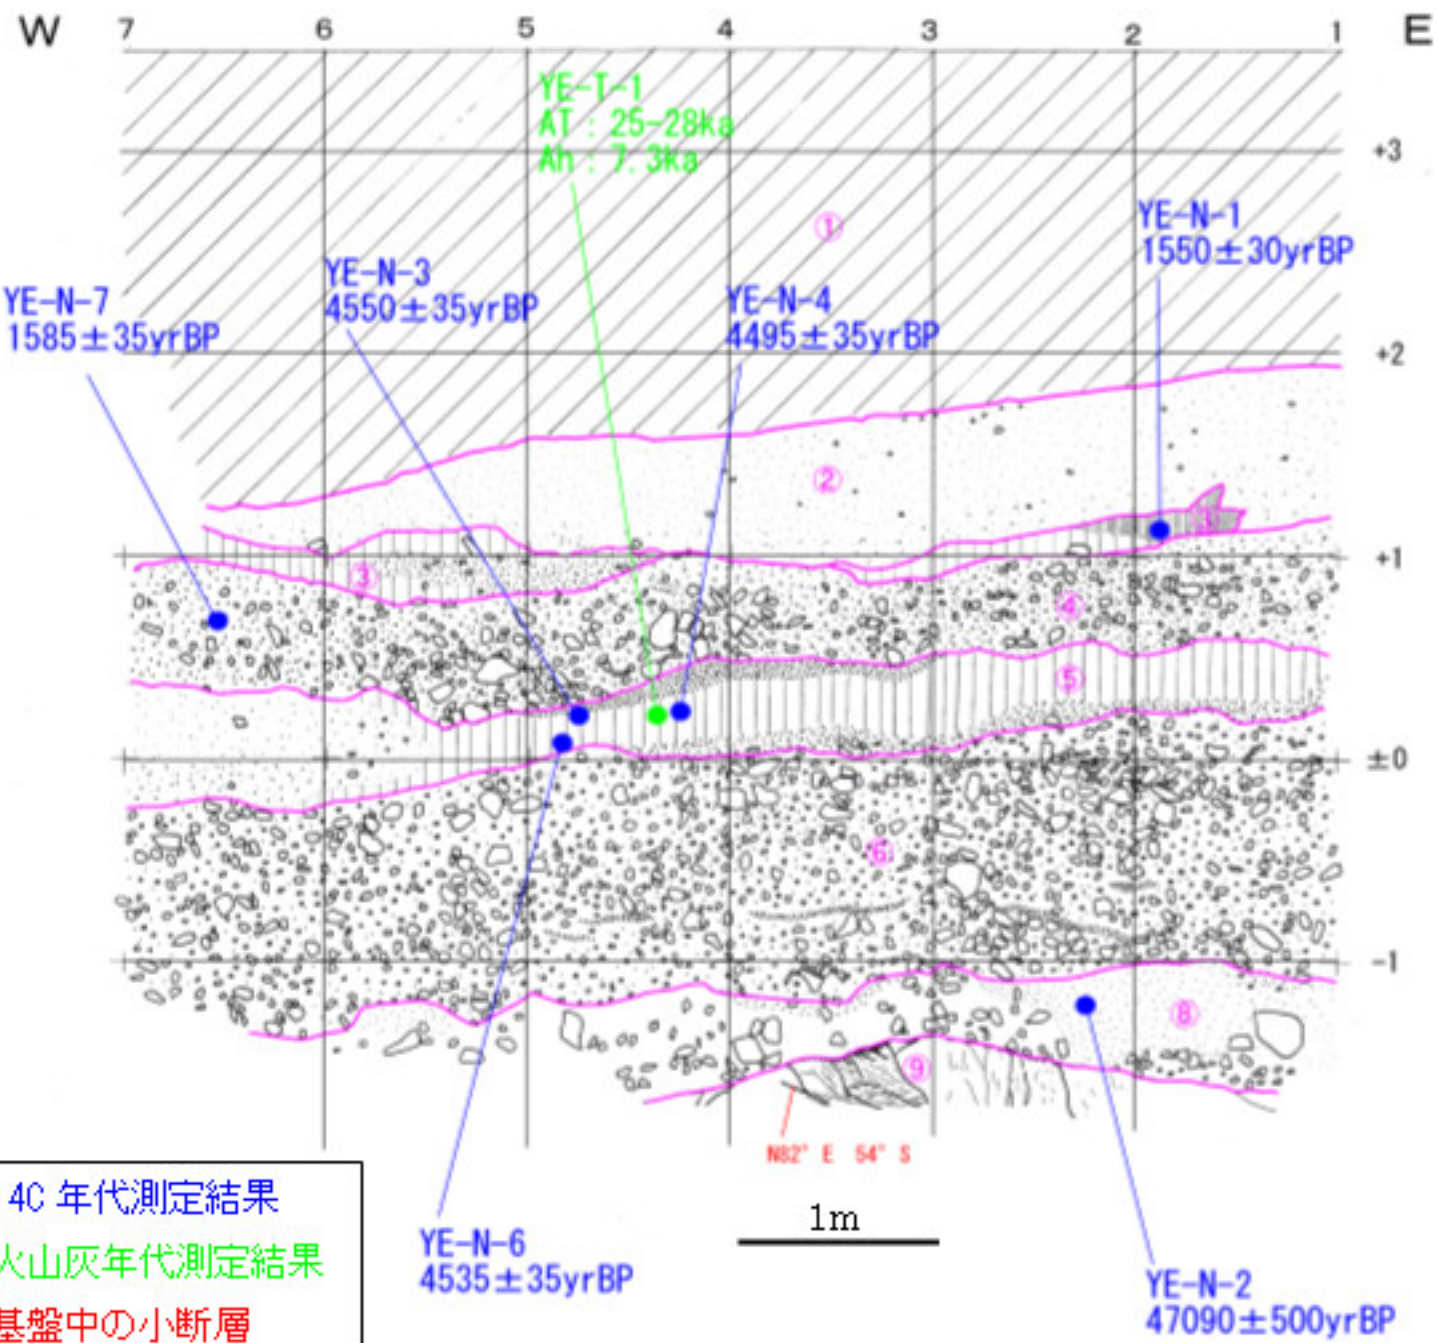 W 7 6 5 4 3 2 1 E
YE-T-1
AT : 25-28ka
Ah : 7.3ka
+3
①
YE-N-1
1550±30yrBP
YE-N-3
4550±35yrBP
YE-N-7
1585±35yrBP
YE-N-4
4495±35yrBP
+2
②
③
+1
③
④
⑤
±0
⑥
-1
⑧
⑨
N82° E 54° S
1m
YE-N-6
4535±35yrBP
YE-N-2
47090±500yrBP
4C 年代測定結果
火山灰年代測定結果
基盤中の小断層